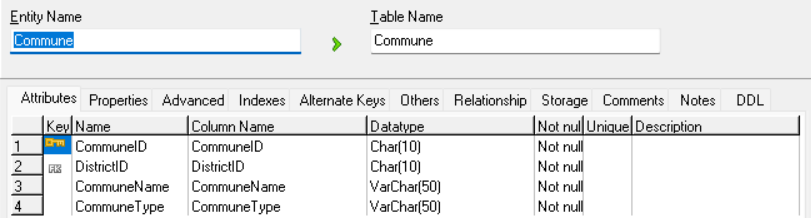 Entity Name Table Name
Commune Commune
Attributes Properties Advanced Indexes Alternate Keys Others Relationship Storage Comments Notes DDL
Key Name Column Name Datatype Not nul Unique Description
1 CommuneID CommuneID Char(10) Not null
2 FK DistrictID DistrictID Char(10) Not null
3 CommuneName CommuneName VarChar(50) Not null
4 CommuneType CommuneType VarChar(50) Not null